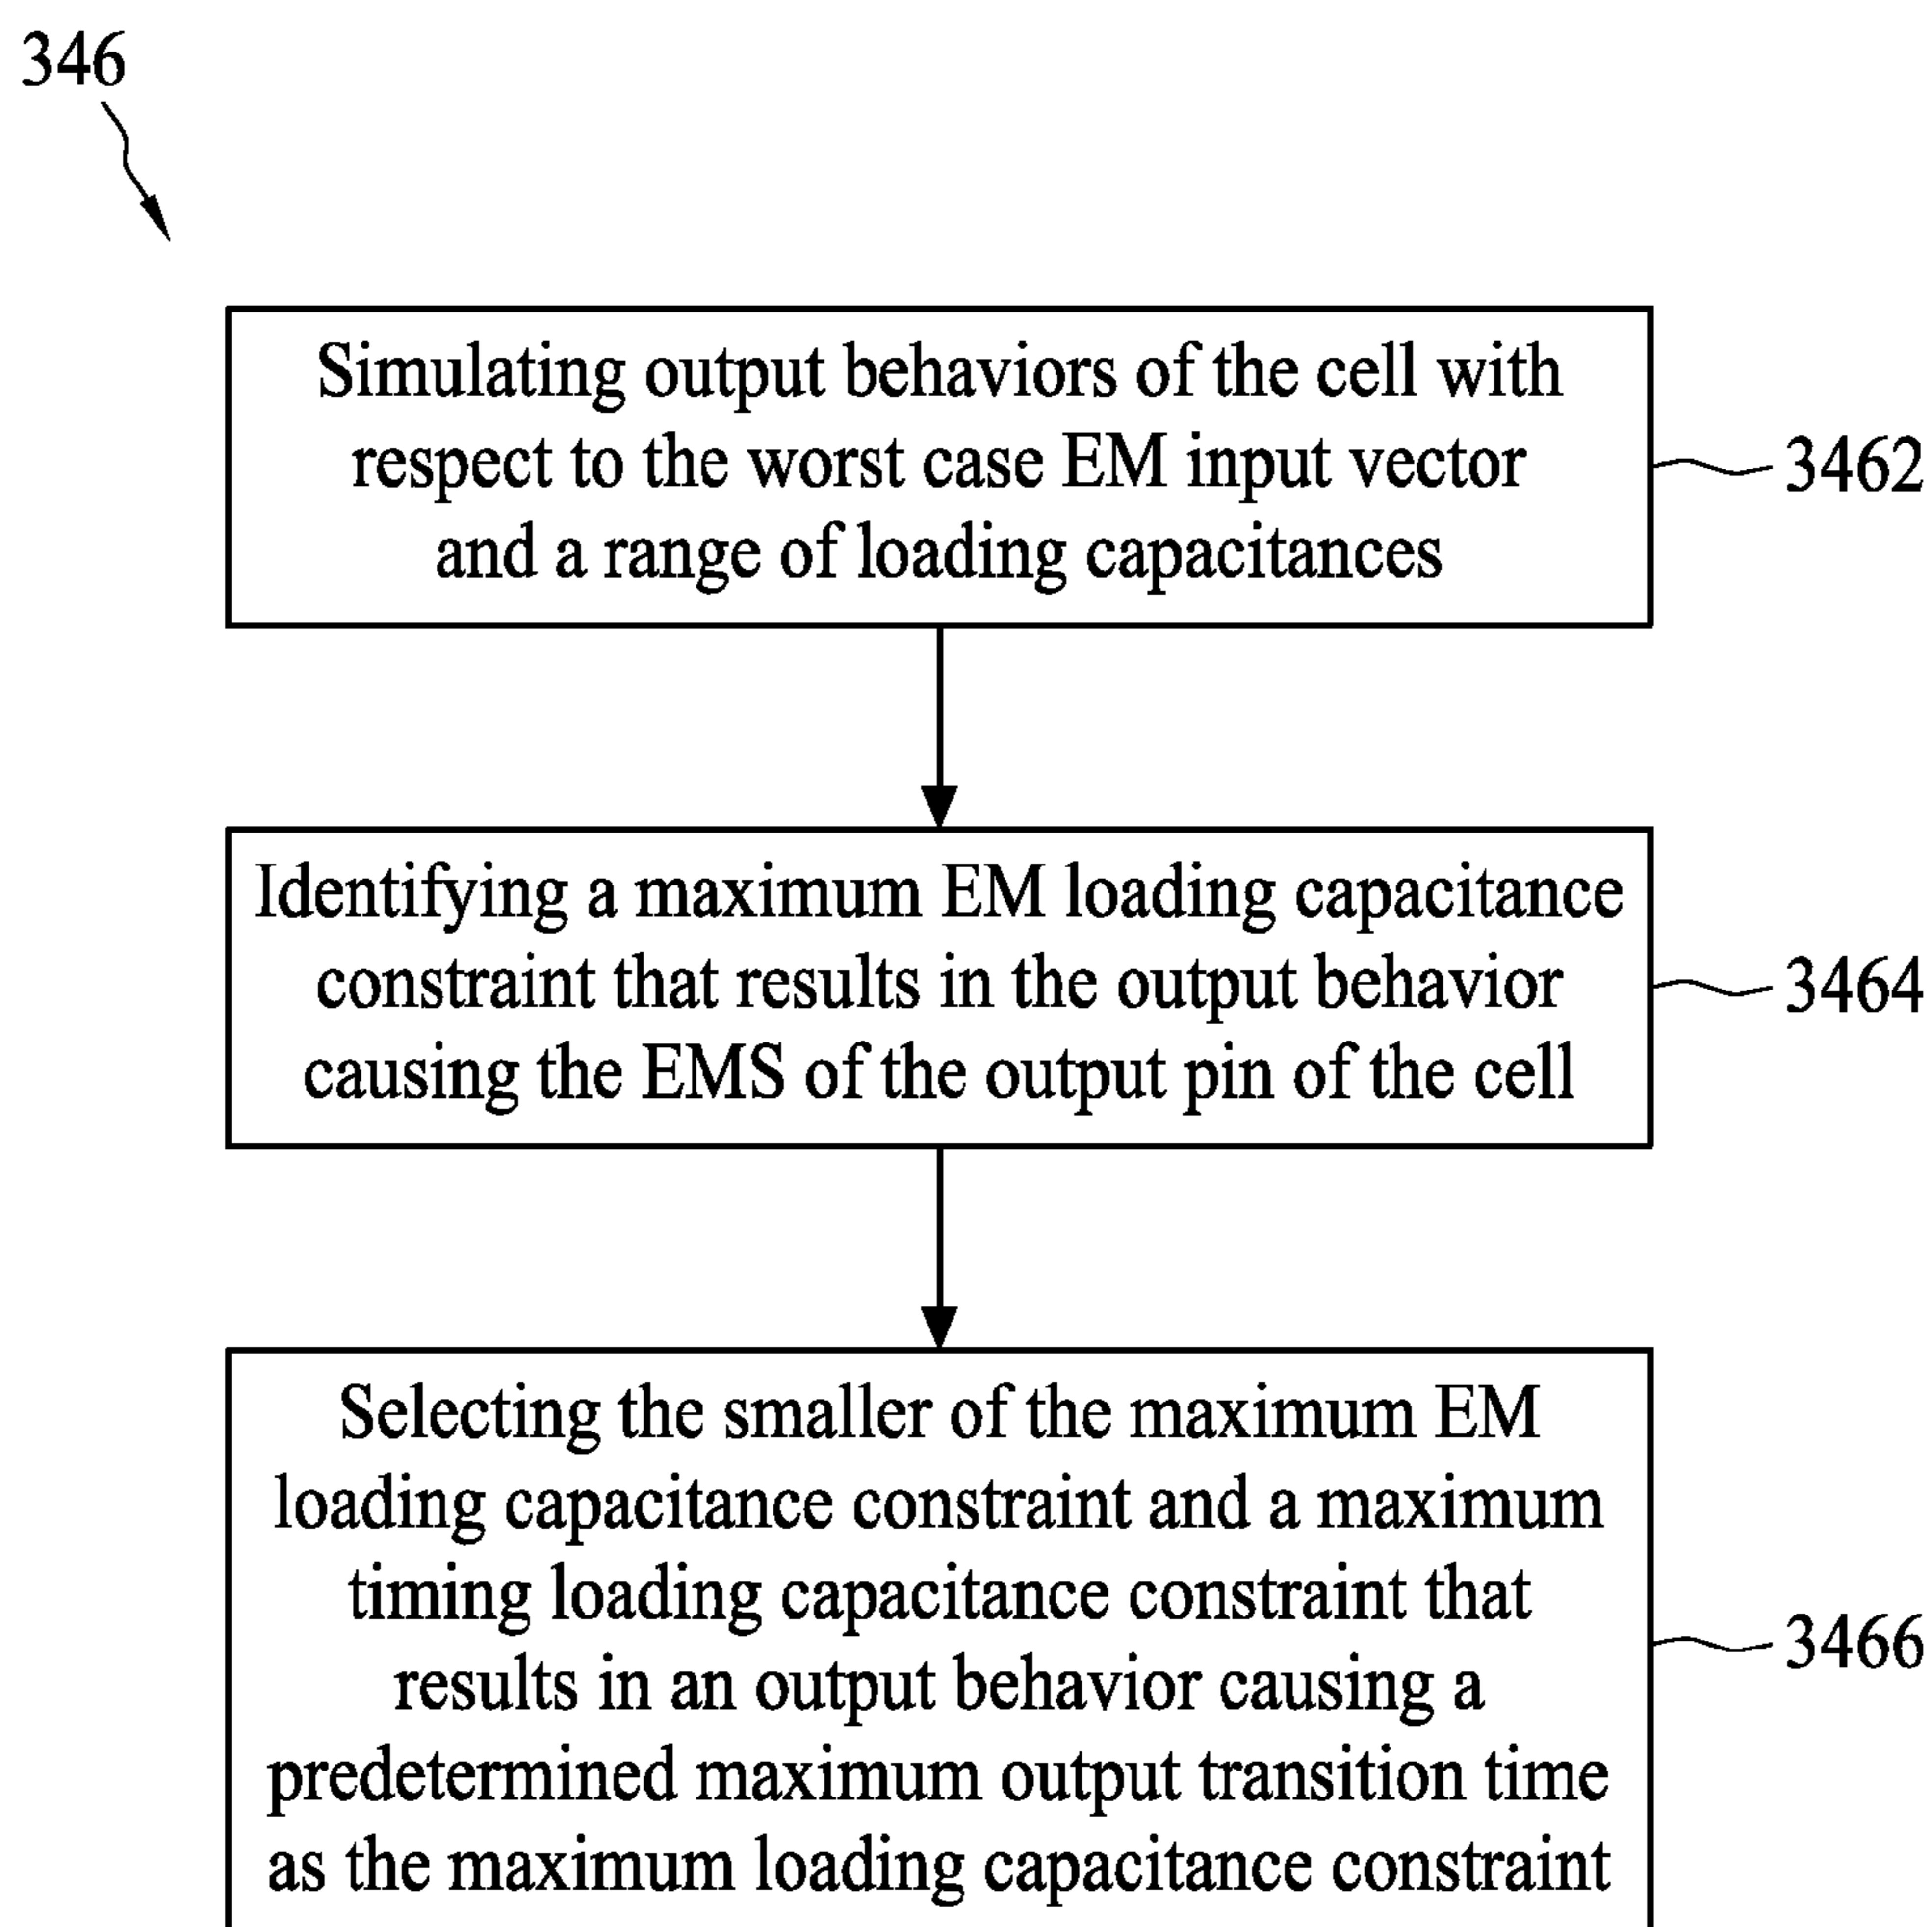 346
Simulating output behaviors of the cell with
respect to the worst case EM input vector
and a range of loading capacitances
3462
Identifying a maximum EM loading capacitance
constraint that results in the output behavior
causing the EMS of the output pin of the cell
3464
Selecting the smaller of the maximum EM
loading capacitance constraint and a maximum
timing loading capacitance constraint that
results in an output behavior causing a
predetermined maximum output transition time
as the maximum loading capacitance constraint
3466